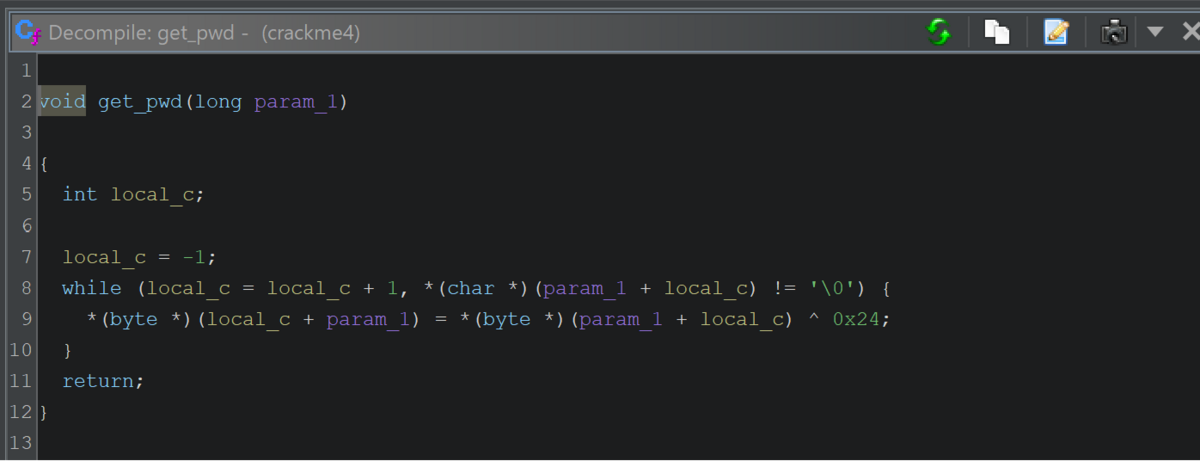 Decompile: get_pwd - (crackme4)
1
2 void get_pwd(long param_1)
3
4 {
5 int local_c;
6
7 local_c = -1;
8 while (local_c = local_c + 1, *(char *)(param_1 + local_c) != '\0') {
9 *(byte *)(local_c + param_1) = *(byte *)(param_1 + local_c) ^ 0x24;
10 }
11 return;
12 }
13